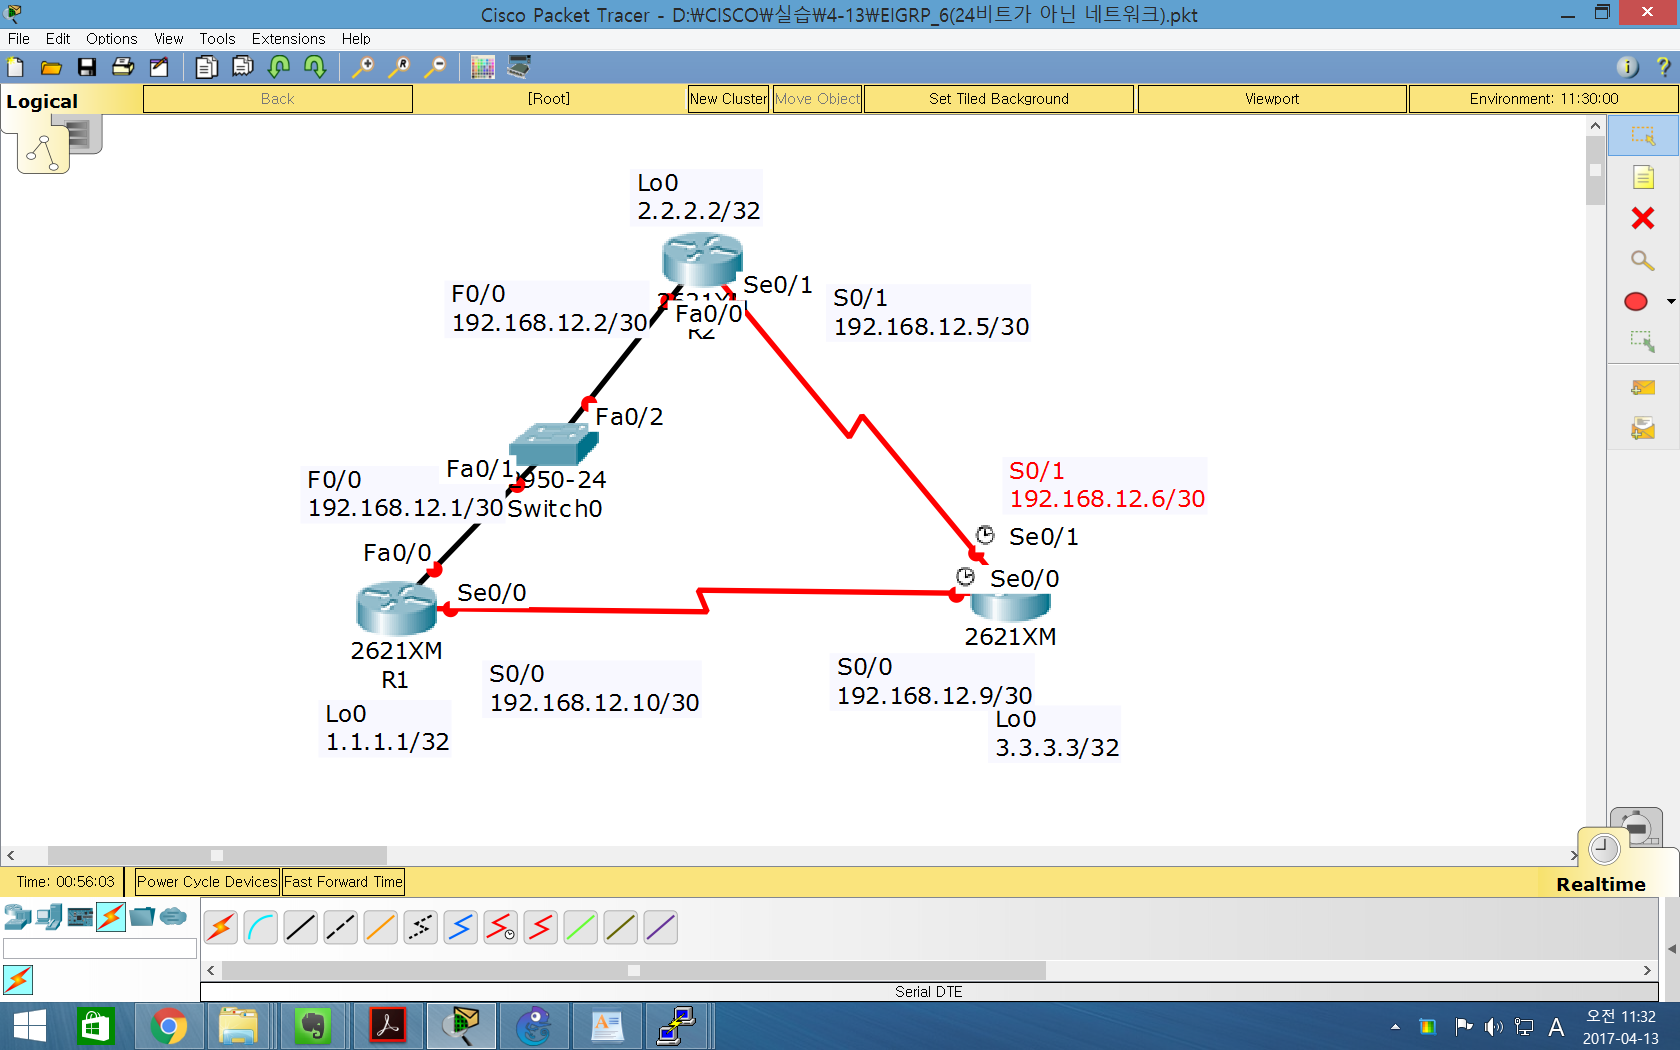 Cisco Packet Tracer - D:₩CISCO₩실습₩4-13₩EIGRP_6(24비트가 아닌 네트워크).pkt
File Edit Options View Tools Extensions Help
Logical
Back
[Root]
New Cluster
Move Object
Set Tiled Background
Viewport
Environment: 11:30:00
Lo0
2.2.2.2/32
Se0/1
F0/0
192.168.12.2/30
Fa0/0
R2
S0/1
192.168.12.5/30
Fa0/2
Fa0/1
2950-24
Switch0
F0/0
192.168.12.1/30
S0/1
192.168.12.6/30
Se0/1
Fa0/0
Se0/0
Se0/0
2621XM
R1
2621XM
S0/0
192.168.12.10/30
S0/0
192.168.12.9/30
Lo0
1.1.1.1/32
Lo0
3.3.3.3/32
Time: 00:56:03
Power Cycle Devices
Fast Forward Time
Realtime
Serial DTE
A
오전 11:32
2017-04-13